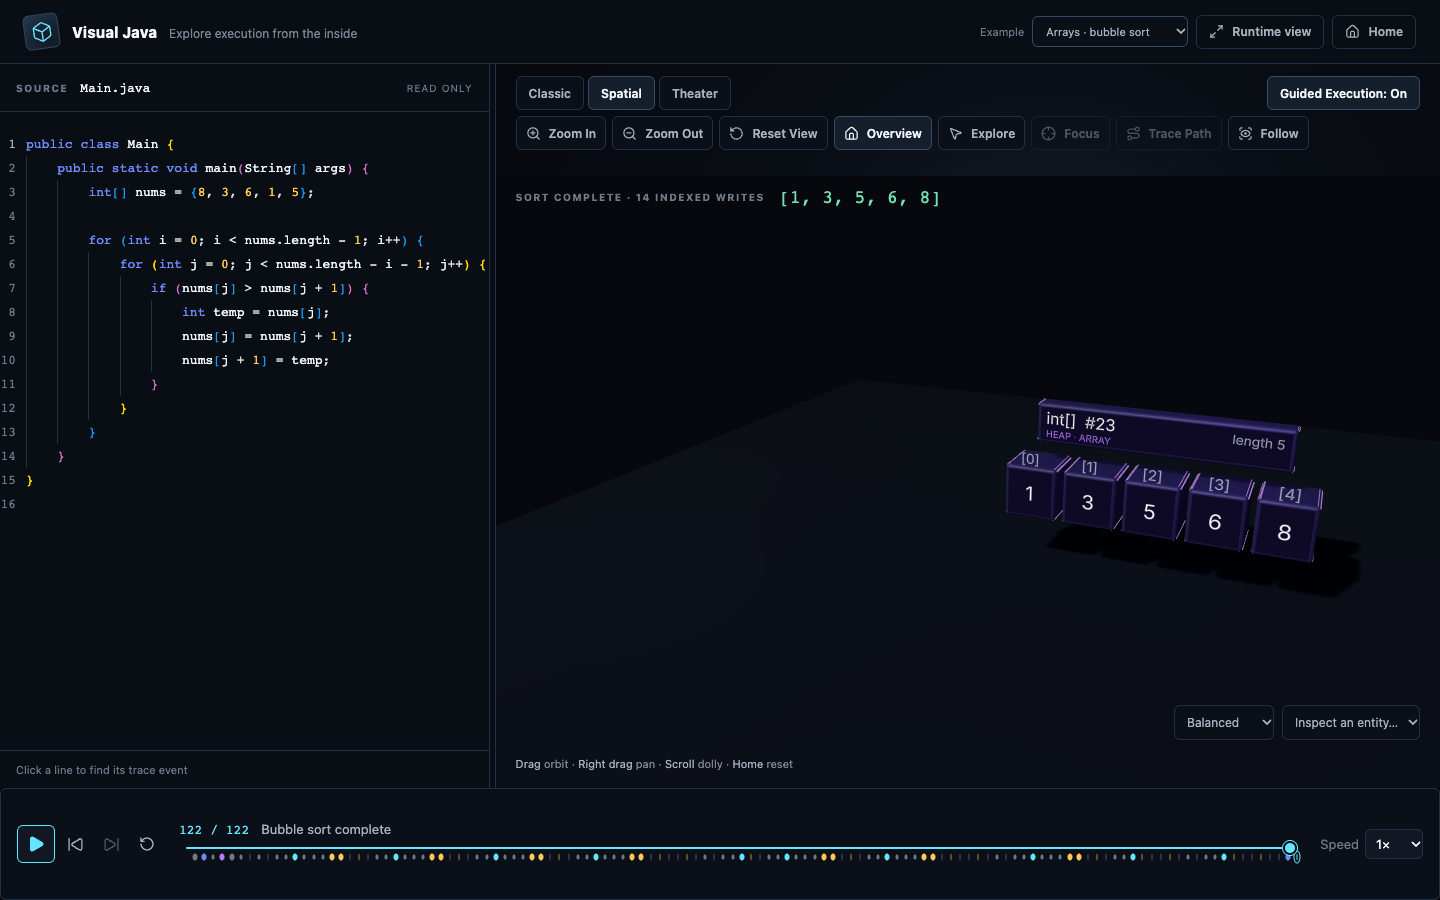 Visual Java Explore execution from the inside
Example Arrays · bubble sort Runtime view Home
SOURCE Main.java READ ONLY
Classic Spatial Theater Guided Execution: On
Zoom In Zoom Out Reset View Overview Explore Focus Trace Path Follow
1 public class Main {
2 public static void main(String[] args) {
3 int[] nums = {8, 3, 6, 1, 5};
4
5 for (int i = 0; i < nums.length - 1; i++) {
6 for (int j = 0; j < nums.length - i - 1; j++) {
7 if (nums[j] > nums[j + 1]) {
8 int temp = nums[j];
9 nums[j] = nums[j + 1];
10 nums[j + 1] = temp;
11 }
12 }
13 }
14 }
15 }
16
Click a line to find its trace event
SORT COMPLETE · 14 INDEXED WRITES [1, 3, 5, 6, 8]
int[] #23
HEAP · ARRAY length 5
[0] [1] [2] [3] [4]
1 3 5 6 8
Balanced Inspect an entity...
Drag orbit · Right drag pan · Scroll dolly · Home reset
122 / 122 Bubble sort complete
Speed 1×